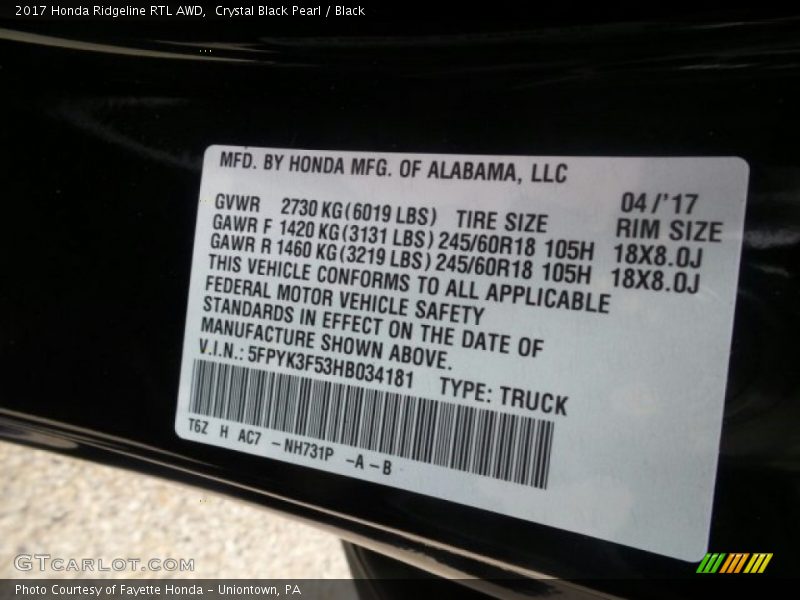 2017 Honda Ridgeline RTL AWD,  Crystal Black Pearl / Black
MFD. BY HONDA MFG. OF ALABAMA, LLC
04/'17
GVWR 2730 KG(6019 LBS) TIRE SIZE RIM SIZE
GAWR F 1420 KG(3131 LBS) 245/60R18 105H 18X8.0J
GAWR R 1460 KG(3219 LBS) 245/60R18 105H 18X8.0J
THIS VEHICLE CONFORMS TO ALL APPLICABLE
FEDERAL MOTOR VEHICLE SAFETY
STANDARDS IN EFFECT ON THE DATE OF
MANUFACTURE SHOWN ABOVE.
V.I.N.: 5FPYK3F53HB034181 TYPE: TRUCK
T6Z H AC7 -NH731P -A-B
GTCARLOT.COM
Photo Courtesy of Fayette Honda - Uniontown, PA